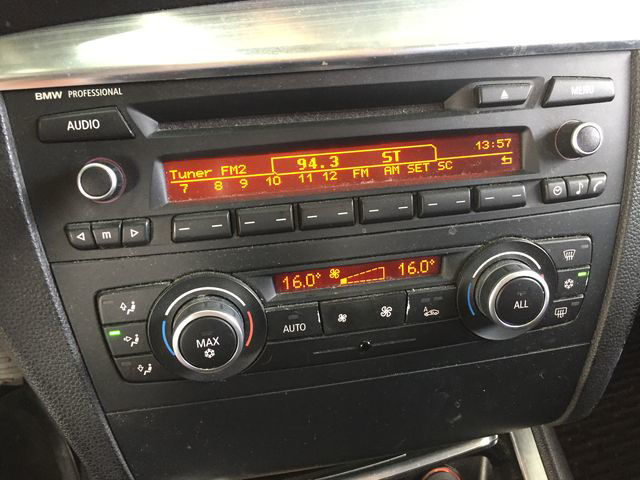 BMW PROFESSIONAL
MENU
AUDIO
13:57
94.3 ST
Tuner FM2
7 8 9 10 11 12 FM AM SET SC
m
16.0° 16.0°
MAX
AUTO
A
ALL